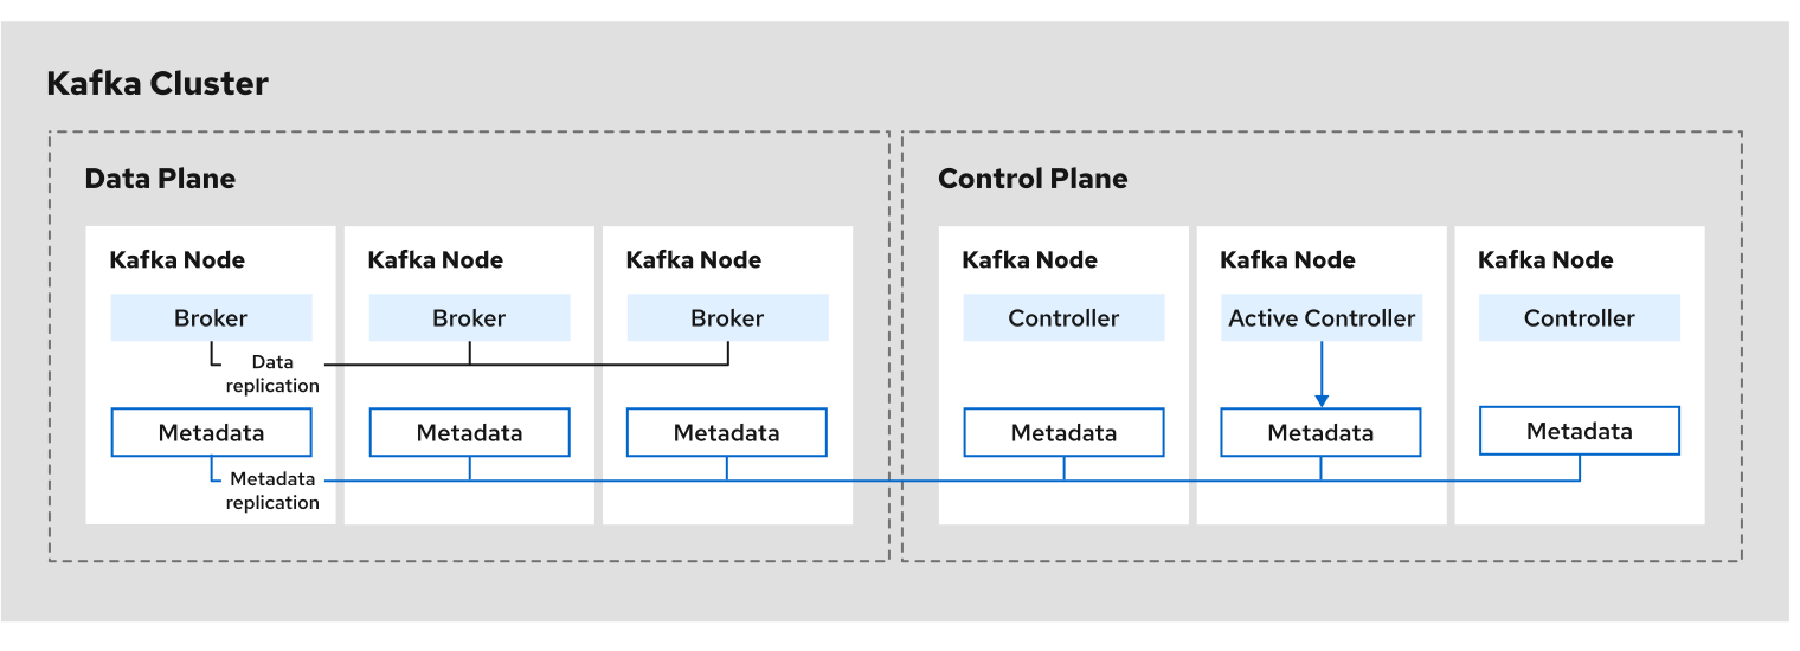 Kafka Cluster
Data Plane
Control Plane
Kafka Node
Kafka Node
Kafka Node
Kafka Node
Kafka Node
Kafka Node
Broker
Broker
Broker
Controller
Active Controller
Controller
Data
replication
Metadata
Metadata
Metadata
Metadata
Metadata
Metadata
Metadata
replication